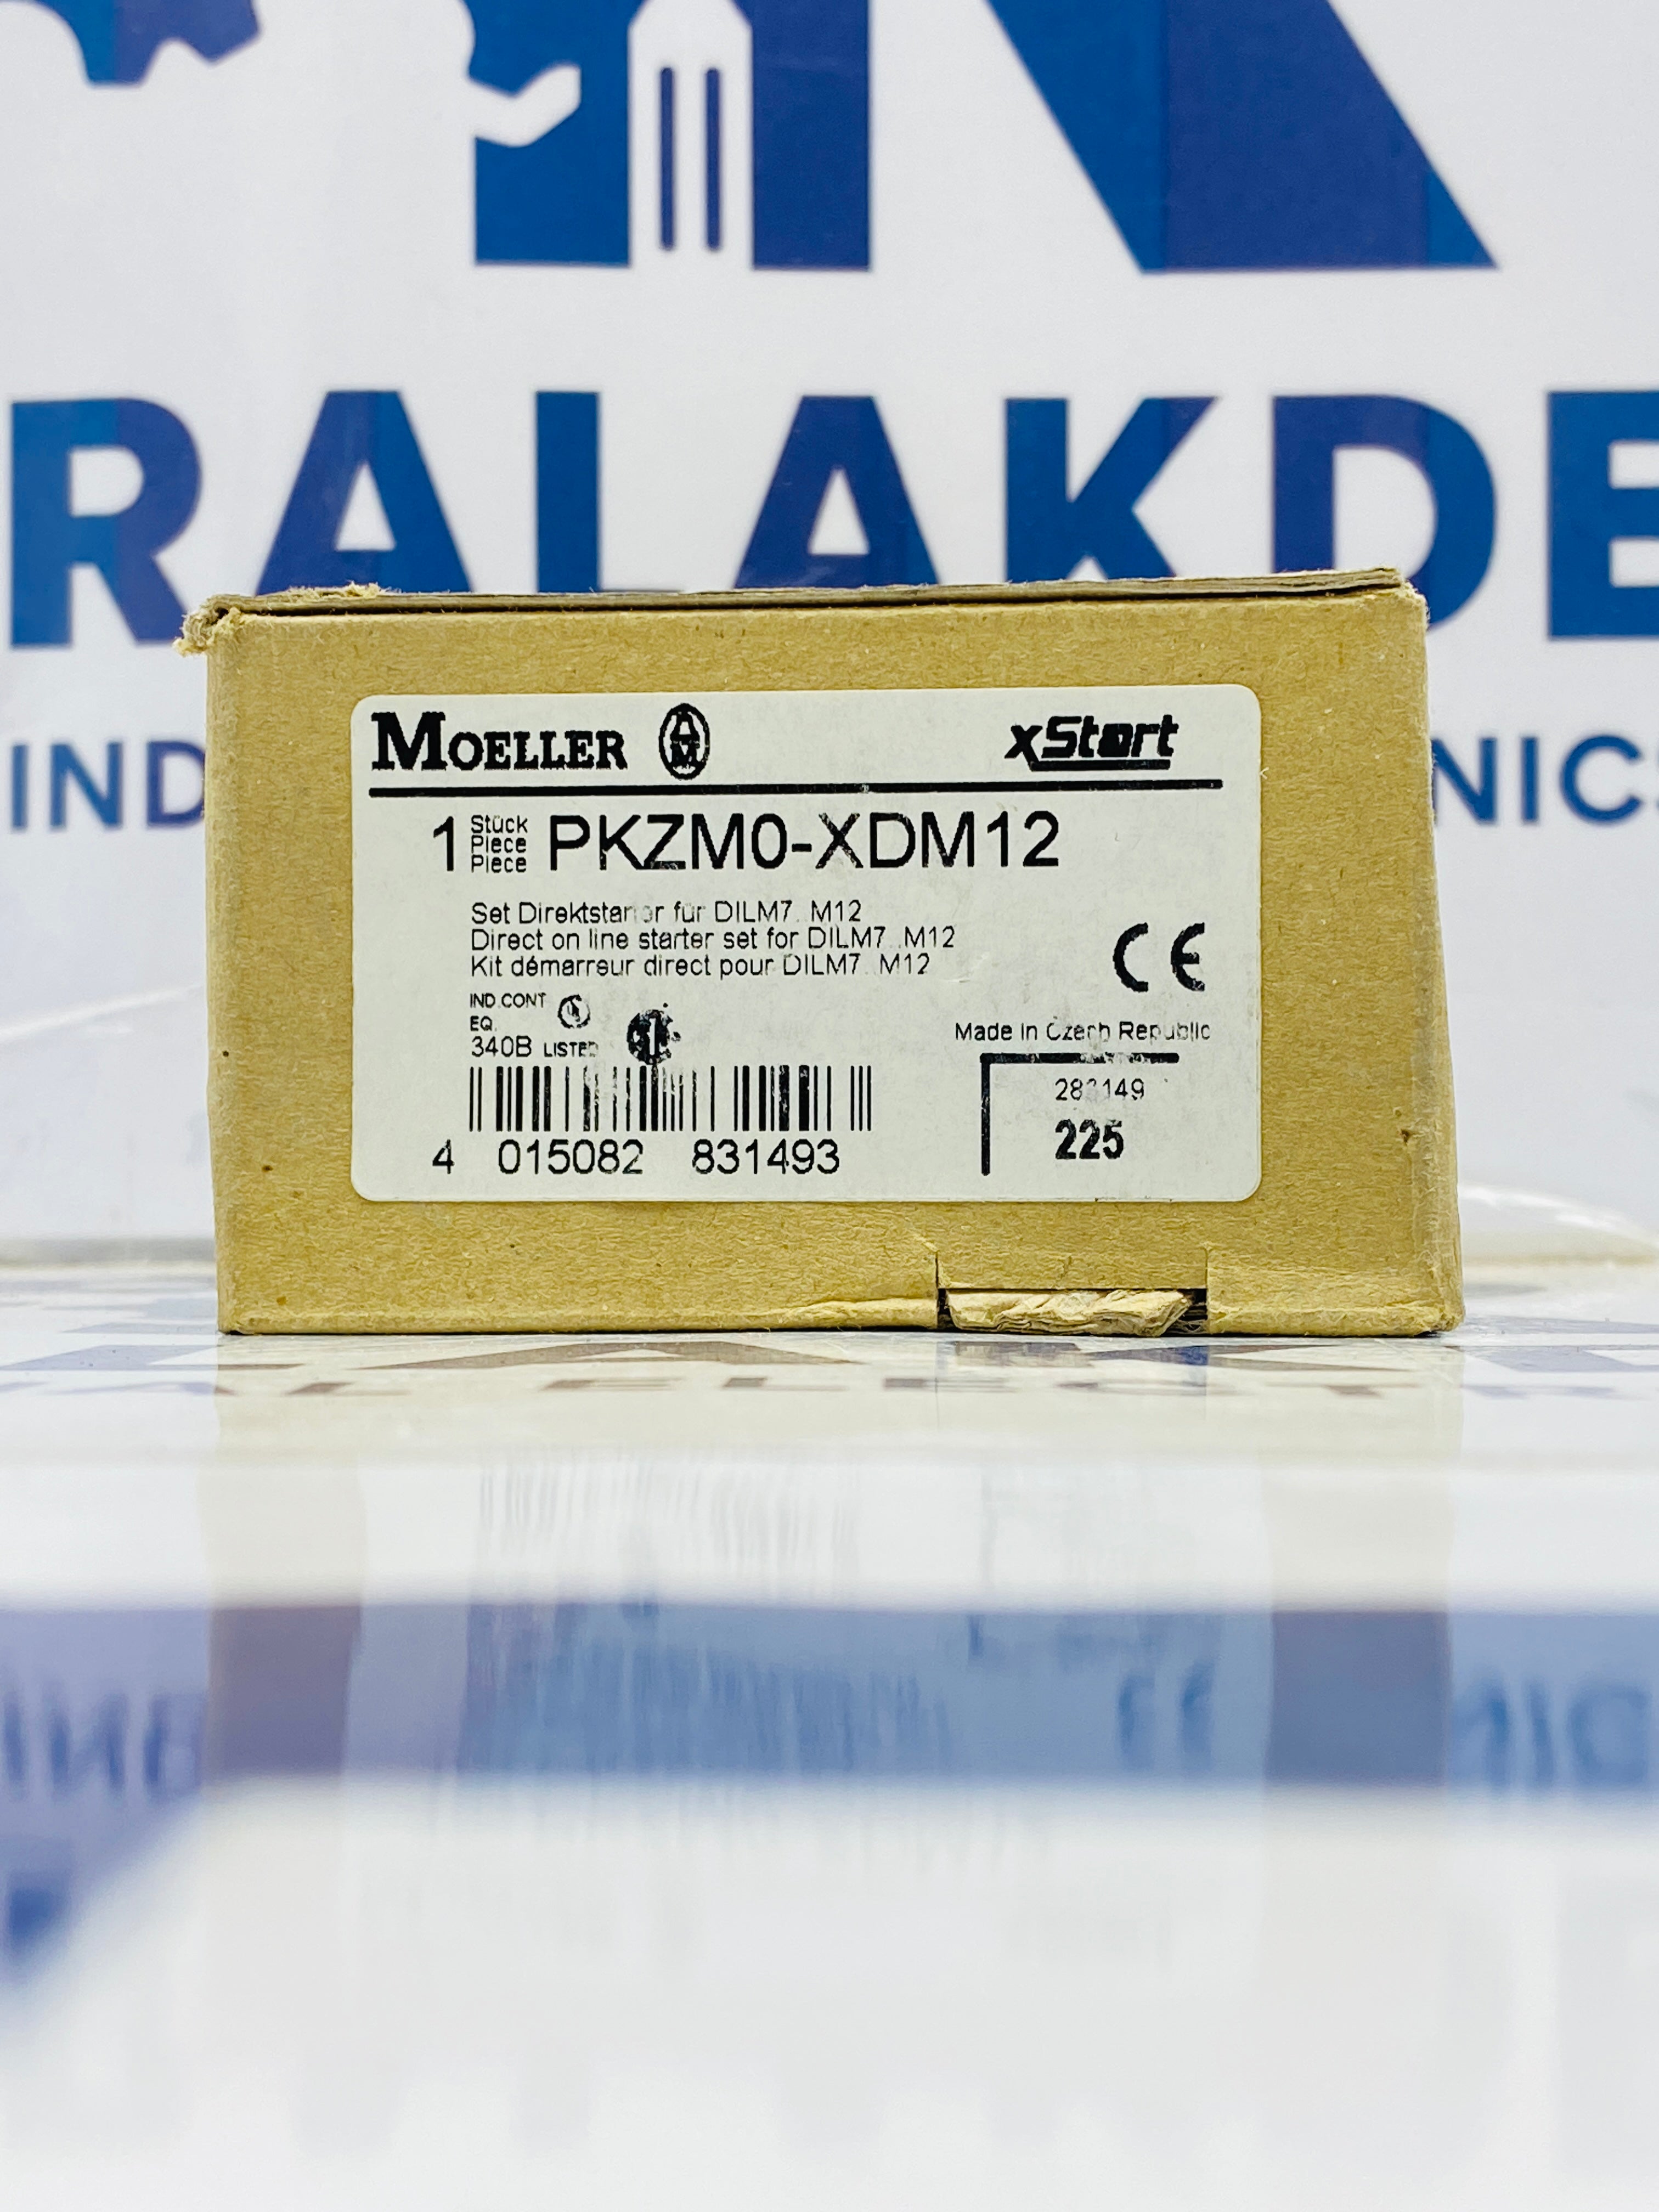 RALAKDE
IND
NICS
MOELLER
xStart
1 Stück PKZM0-XDM12
Piece
Pièce
Set Direktstarter für DILM7..M12
Direct on line starter set for DILM7..M12
Kit démarreur direct pour DILM7..M12
CE
IND.CONT
EQ.
340B LISTED
Made in Czech Republic
283149
225
4 015082 831493